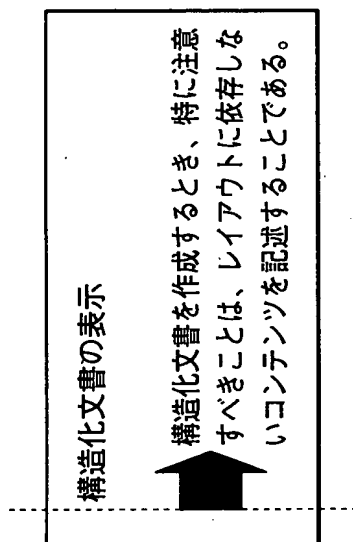 構造化文書の表示
構造化文書を作成するとき、特に注意
すべきことは、レイアウトに依存しな
いコンテンツを記述することである。